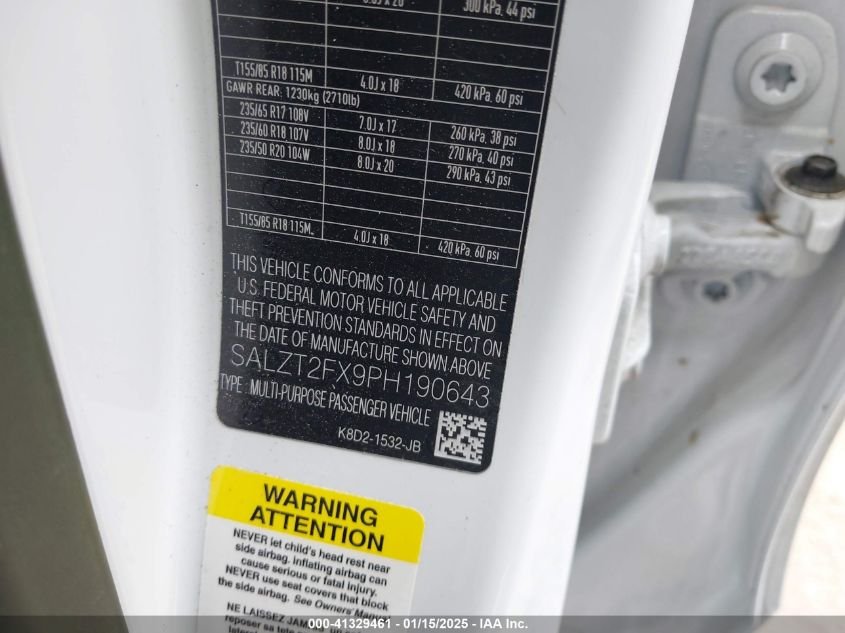 300 kPa. 44 psi
T155/85 R18 115M 4.0J x 18 420 kPa. 60 psi
GAWR REAR: 1230kg (2710lb)
235/65 R17 108V 7.0J x 17 260 kPa. 38 psi
235/60 R18 107V 8.0J x 18 270 kPa. 40 psi
235/50 R20 104W 8.0J x 20 290 kPa. 43 psi
T155/85 R18 115M 4.0J x 18 420 kPa. 60 psi
THIS VEHICLE CONFORMS TO ALL APPLICABLE
U.S. FEDERAL MOTOR VEHICLE SAFETY AND
THEFT PREVENTION STANDARDS IN EFFECT ON
THE DATE OF MANUFACTURE SHOWN ABOVE
SALZT2FX9PH190643
TYPE : MULTI-PURPOSE PASSENGER VEHICLE
K8D2-1532-JB
WARNING
ATTENTION
NEVER let child's head rest near
side airbag. inflating airbag can
cause serious or fatal injury.
NEVER use seat covers that block
the side airbag. See Owners
NE LAISSEZ JAMAIS
reposer sa tete
000-41329461 - 01/15/2025 - IAA Inc.